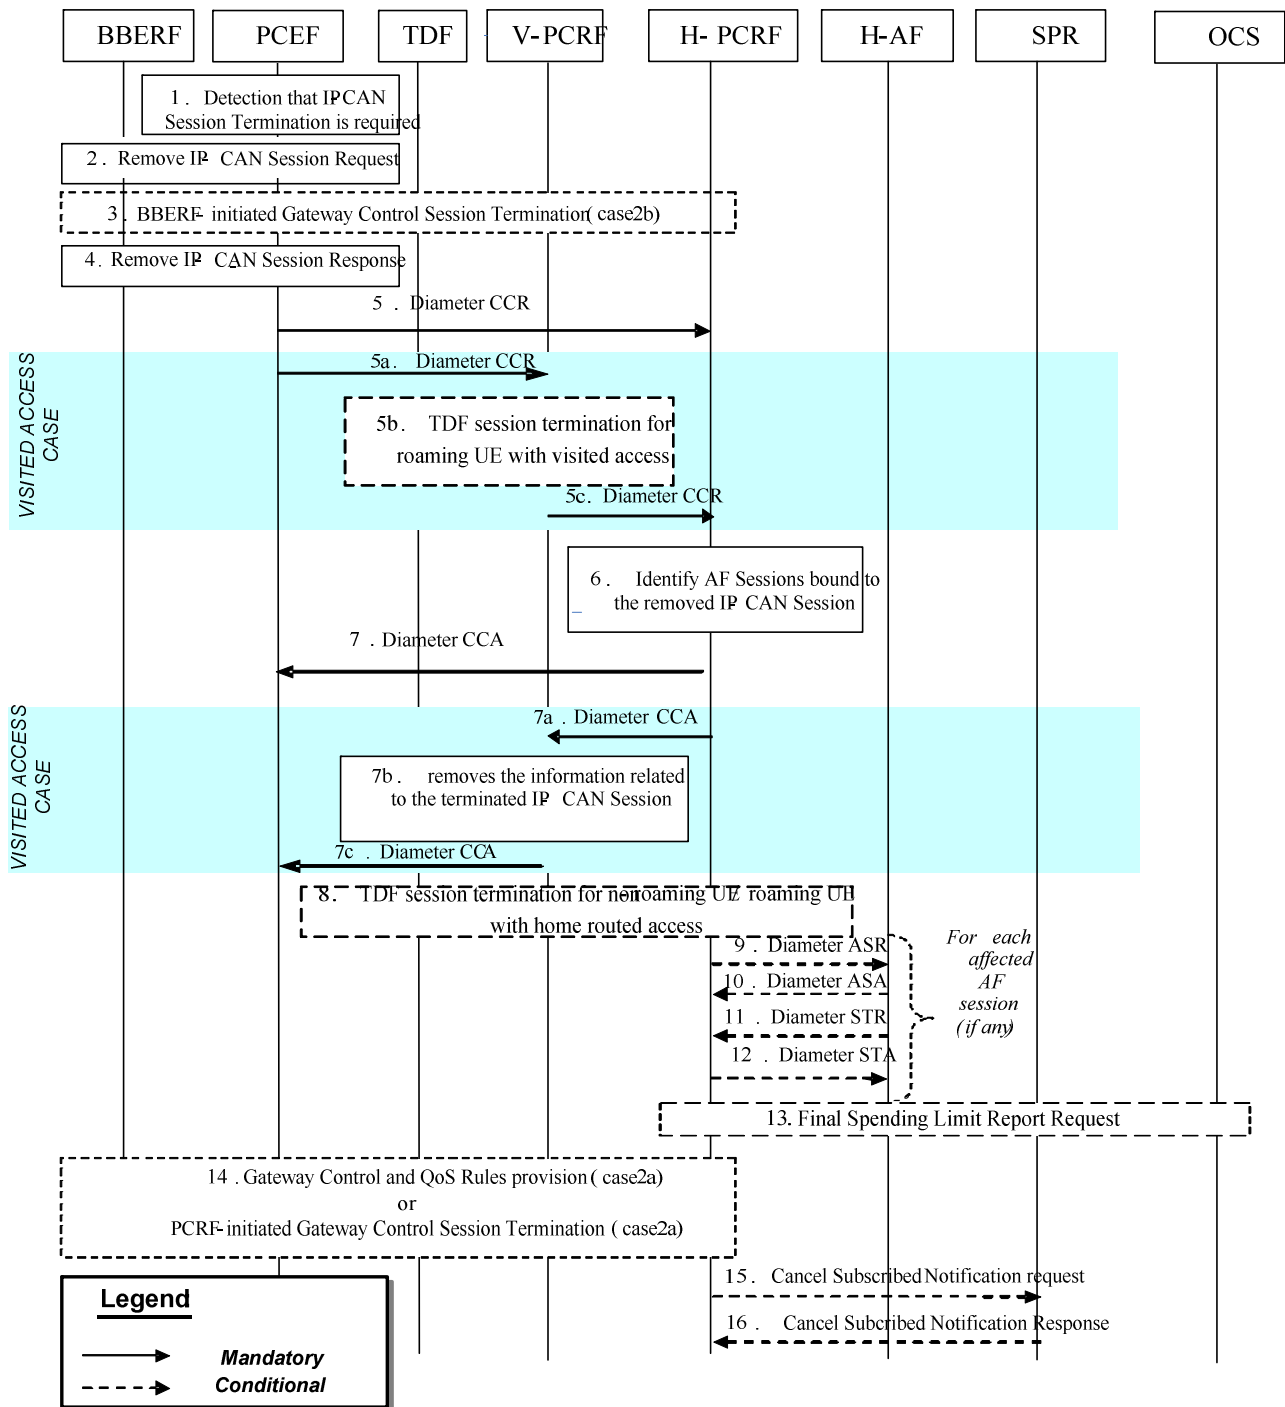 BBERF PCEF TDF V-PCRF H- PCRF H-AF SPR OCS
1. Detection that IP-CAN
Session Termination is required
2. Remove IP- CAN Session Request
3. BBERF- initiated Gateway Control Session Termination( case2b)
4. Remove IP- CAN Session Response
5 . Diameter CCR
VISITED ACCESS
CASE
5a. Diameter CCR
5b. TDF session termination for
roaming UE with visited access
5c. Diameter CCR
6 . Identify AF Sessions bound to
the removed IP- CAN Session
7 . Diameter CCA
VISITED ACCESS
CASE
7a . Diameter CCA
7b . removes the information related
to the terminated IP- CAN Session
7c . Diameter CCA
8. TDF session termination for non-roaming UE/ roaming UE
with home routed access
9 . Diameter ASR
10 . Diameter ASA
11 . Diameter STR
12 . Diameter STA
For each
affected
AF
session
(if any)
13. Final Spending Limit Report Request
14 . Gateway Control and QoS Rules provision ( case2a)
or
PCRF-initiated Gateway Control Session Termination ( case2a)
15 . Cancel Subscribed Notification request
16 . Cancel Subcribed Notification Response
Legend
Mandatory
Conditional